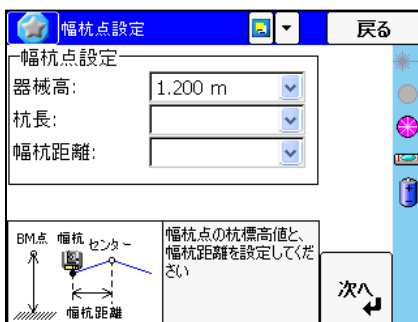 幅杭点設定
戻る
幅杭点設定
器械高:
1.200 m
杭長:
幅杭距離:
BM点
幅杭
センター
幅杭距離
幅杭点の杭標高値と、
幅杭距離を設定してくだ
さい
次へ